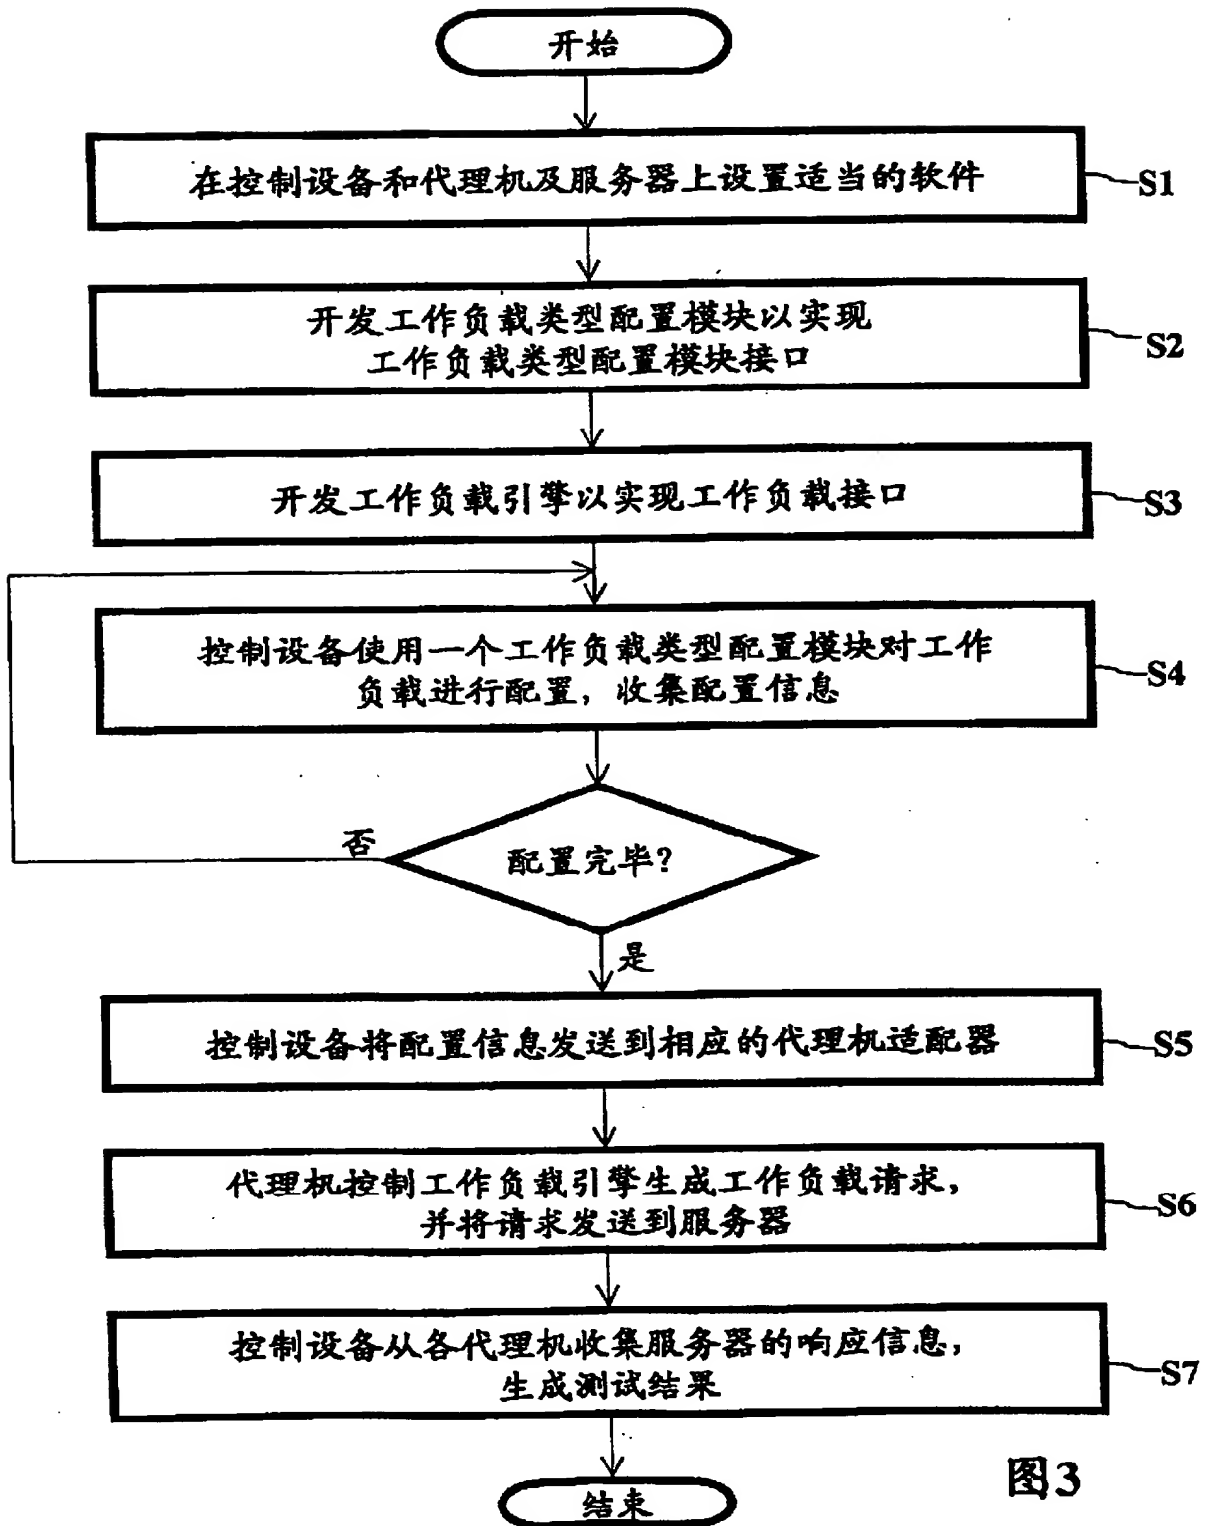 开始
在控制设备和代理机及服务器上设置适当的软件
S1
开发工作负载类型配置模块以实现
工作负载类型配置模块接口
S2
开发工作负载引擎以实现工作负载接口
S3
控制设备使用一个工作负载类型配置模块对工作
负载进行配置，收集配置信息
S4
否
配置完毕?
是
控制设备将配置信息发送到相应的代理机适配器
S5
代理机控制工作负载引擎生成工作负载请求，
并将请求发送到服务器
S6
控制设备从各代理机收集服务器的响应信息，
生成测试结果
S7
图3
结束